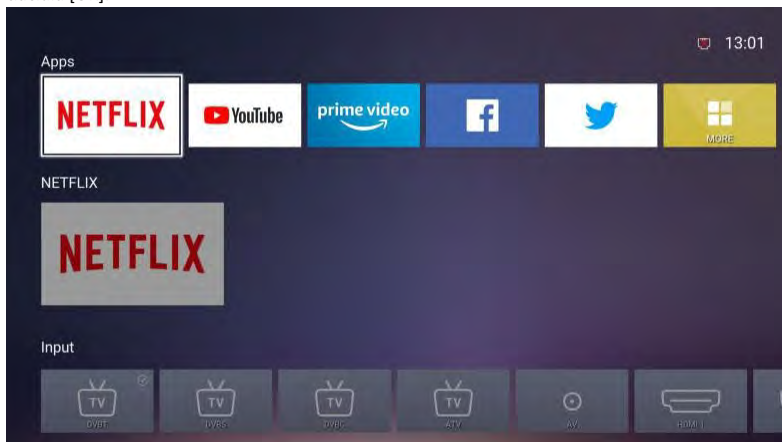 13:01
Apps
NETFLIX
YouTube
prime video
f
MORE
NETFLIX
NETFLIX
Input
TV
DVBT
TV
DVBS
TV
DVBC
TV
ATV
AV
HDMI 1